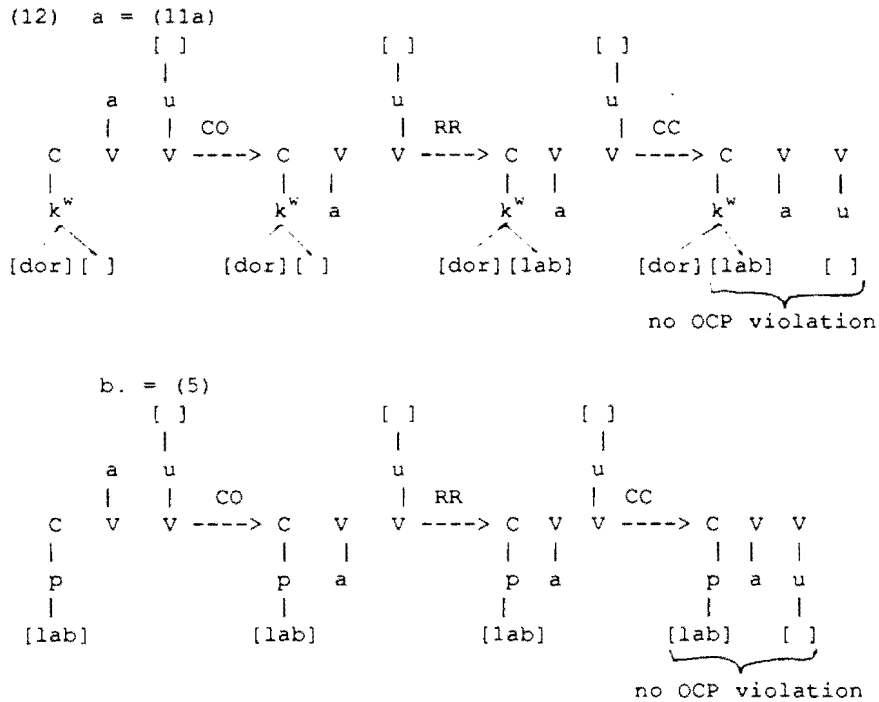 (12) a = (11a)
[ ] [ ] [ ]
| | |
a u u u
| | CO | RR | CC
C V V ----> C V V ----> C V V ----> C V V
| | | | | | | |
kʷ kʷ a kʷ a kʷ a u
[dor][ ] [dor][ ] [dor][lab] [dor][lab] [ ]
no OCP violation
b. = (5)
[ ] [ ] [ ]
| | |
a u u u
| | CO | RR | CC
C V V ----> C V V ----> C V V ----> C V V
| | | | | | | |
p p a p a p a u
| | | | |
[lab] [lab] [lab] [lab] [ ]
no OCP violation